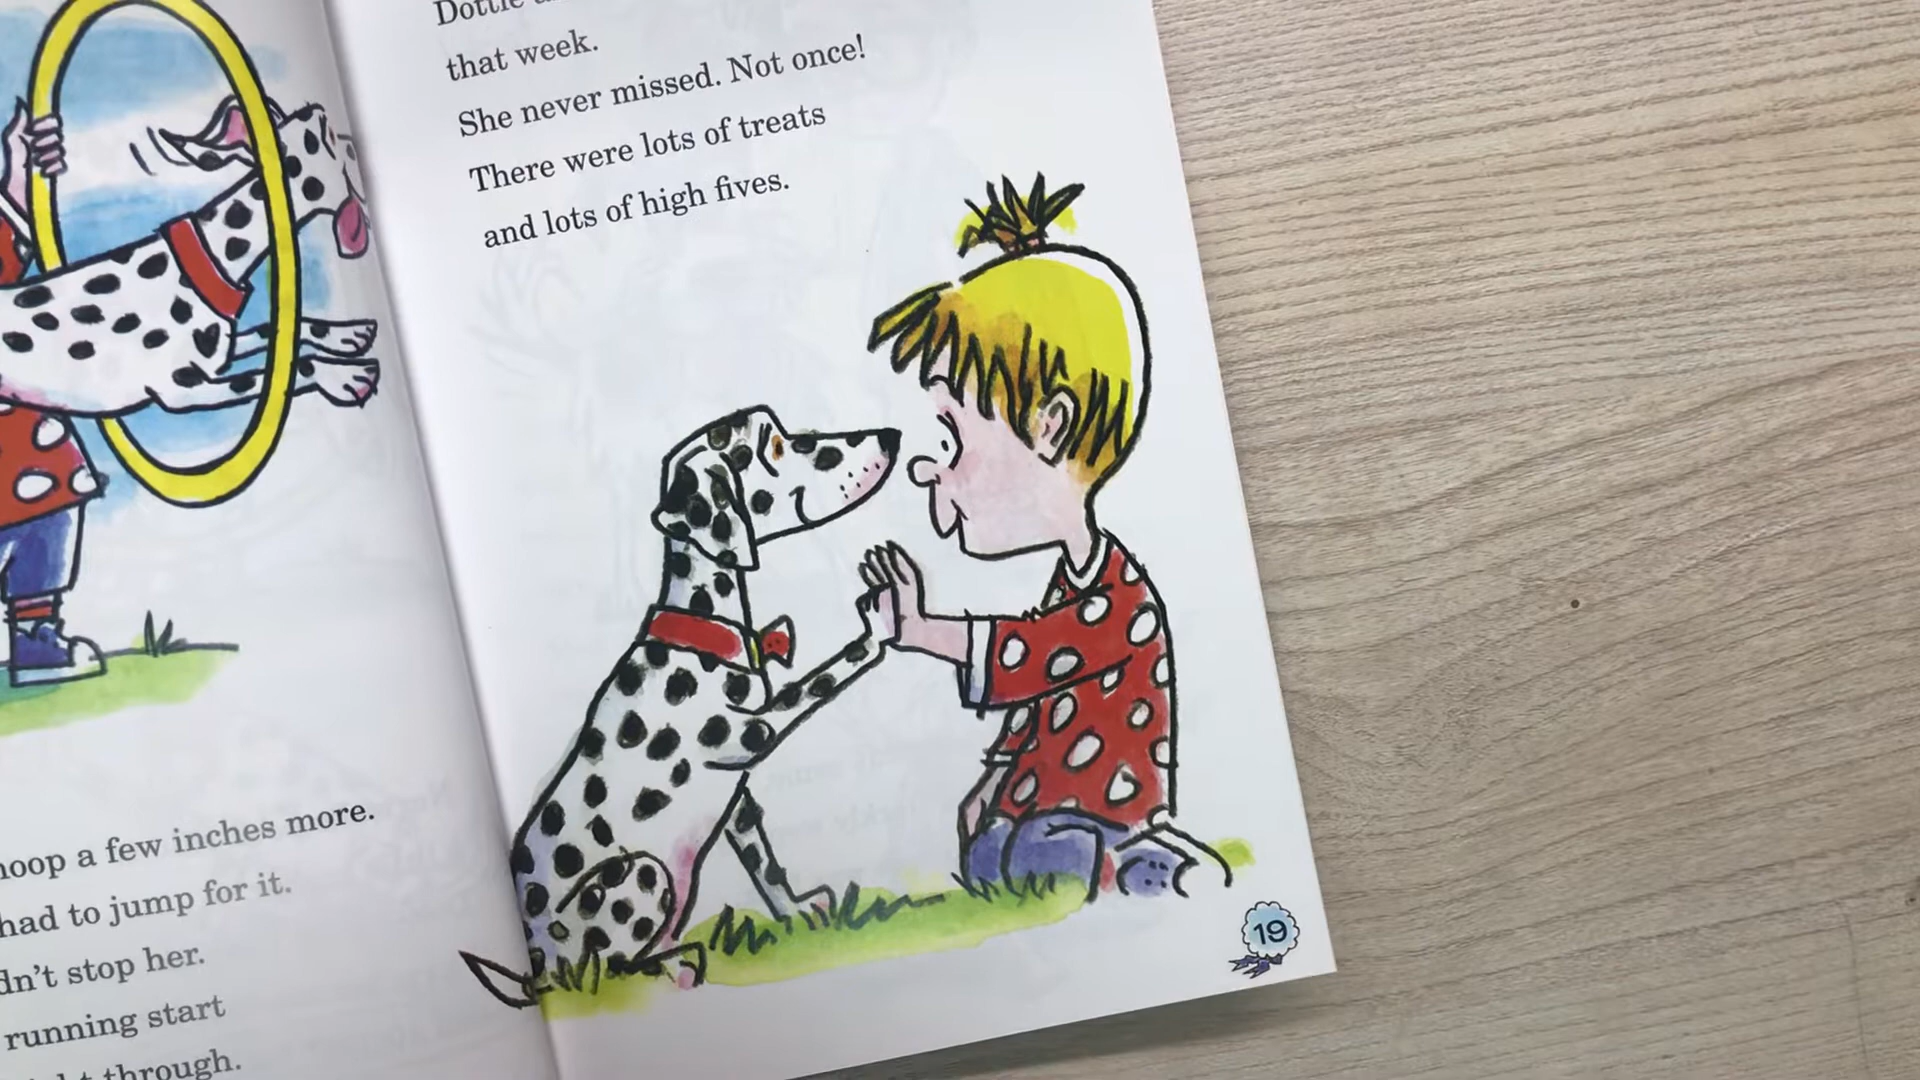 hoop a few inches more.
had to jump for it.
dn't stop her.
running start
through.
Dottie
that week.
She never missed. Not once!
There were lots of treats
and lots of high fives.
19